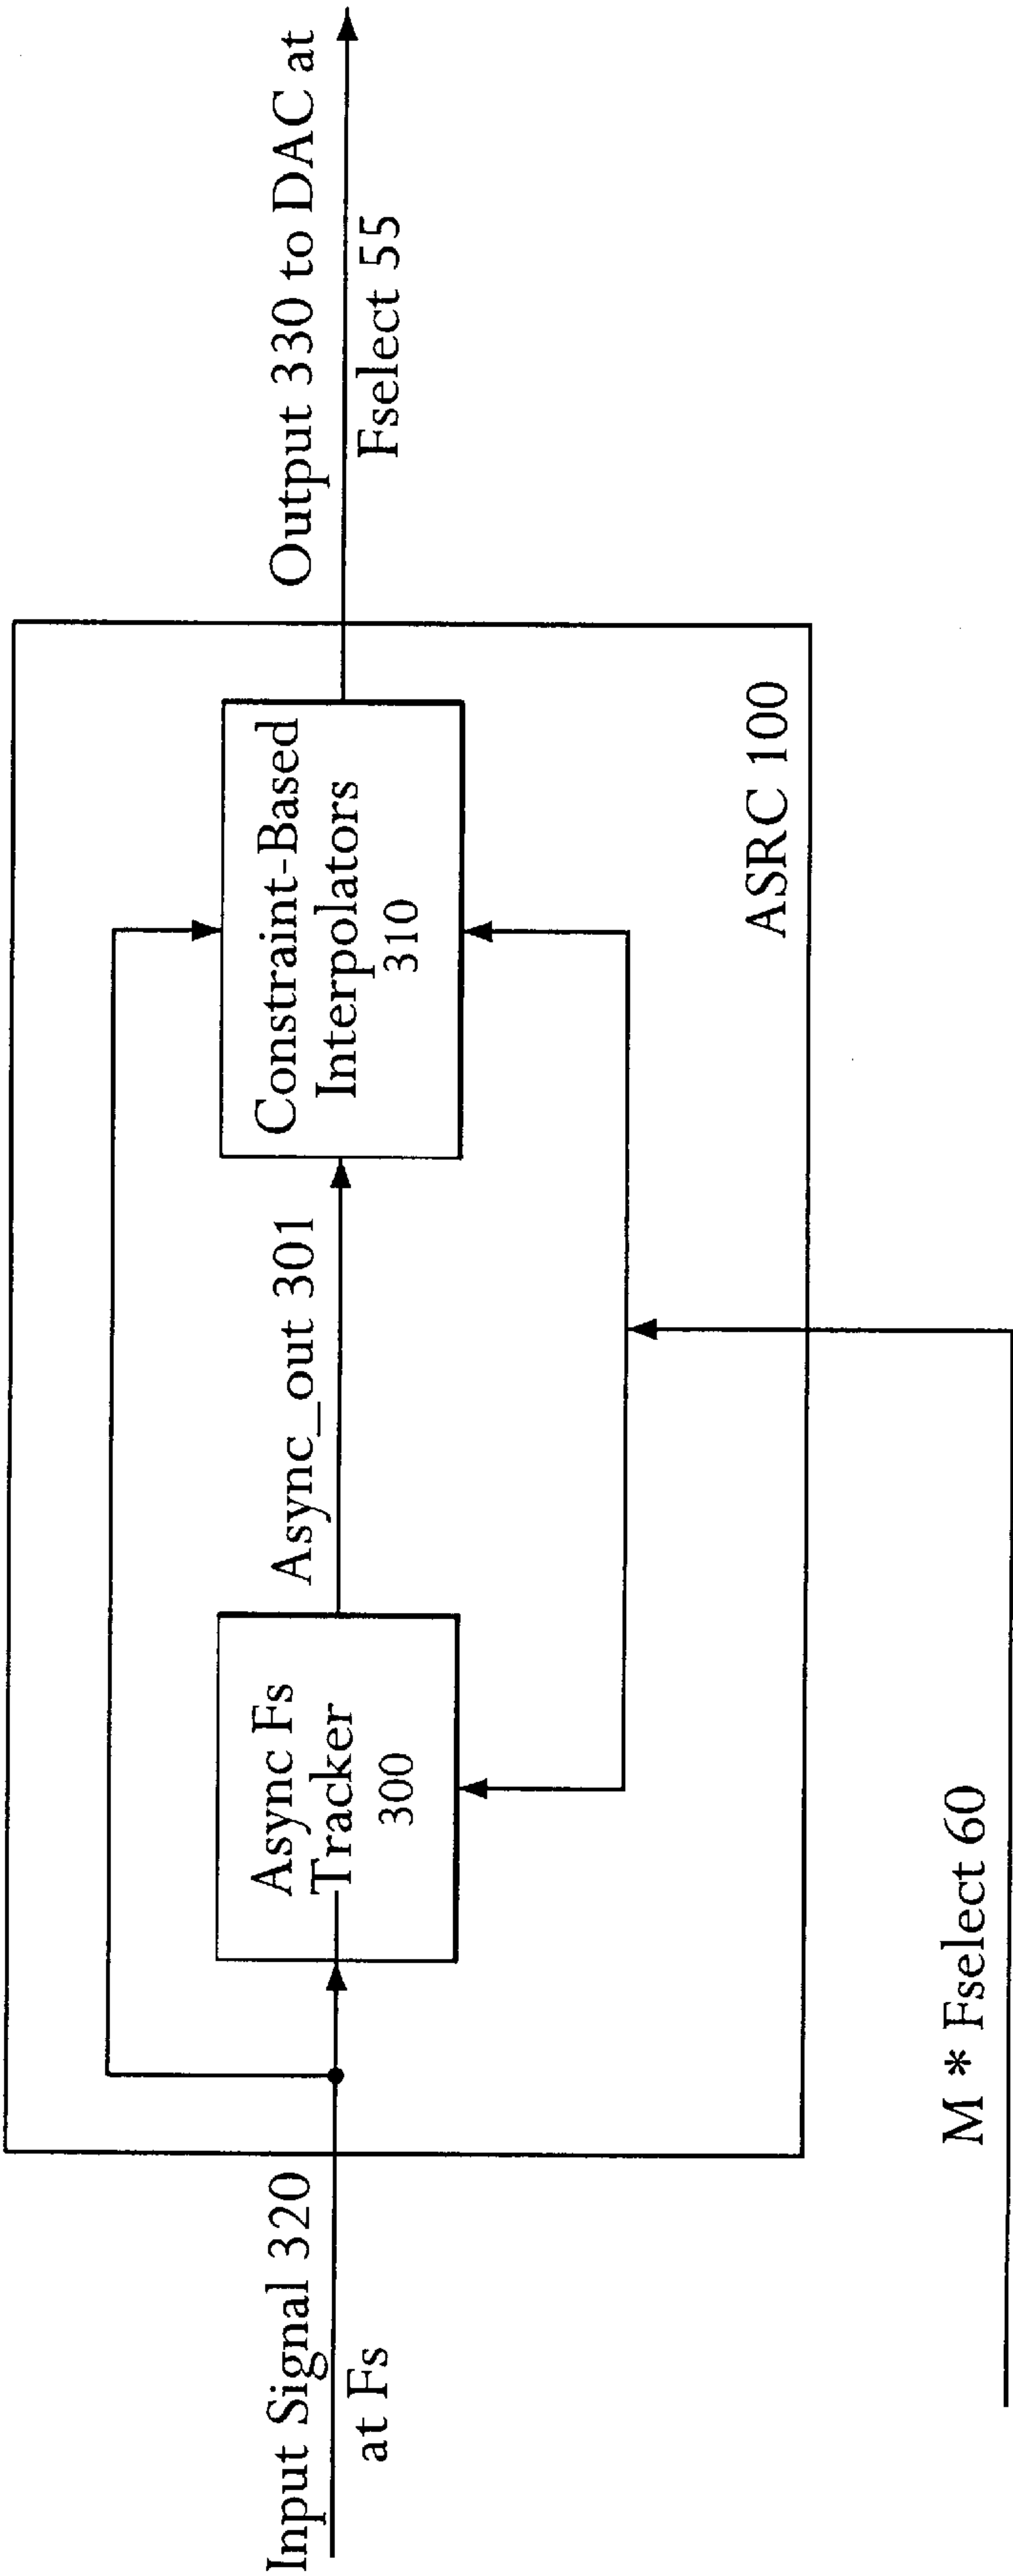 Input Signal 320
at Fs
Async Fs
Tracker
300
Async_out 301
Constraint-Based
Interpolators
310
Output 330 to DAC at
Fselect 55
ASRC 100
M * Fselect 60